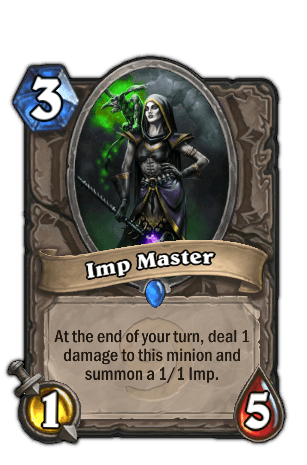 3
Imp Master
At the end of your turn, deal 1
damage to this minion and
summon a 1/1 Imp.
1
5